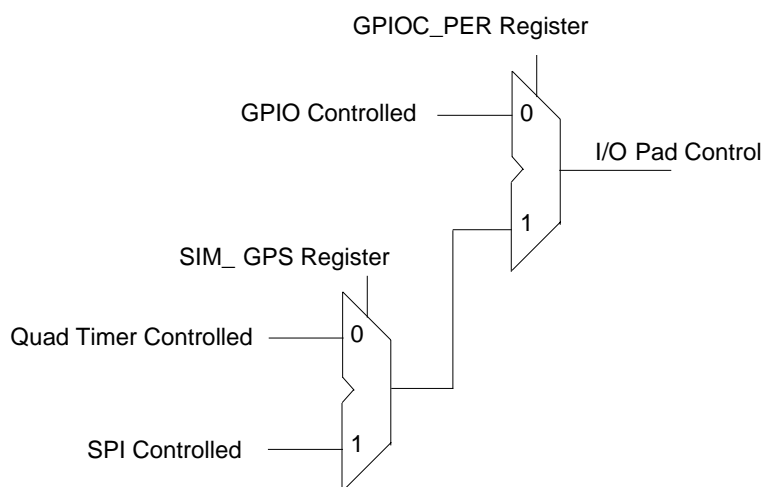 GPIOC_PER Register
GPIO Controlled
0
I/O Pad Control
1
SIM_ GPS Register
Quad Timer Controlled
0
SPI Controlled
1